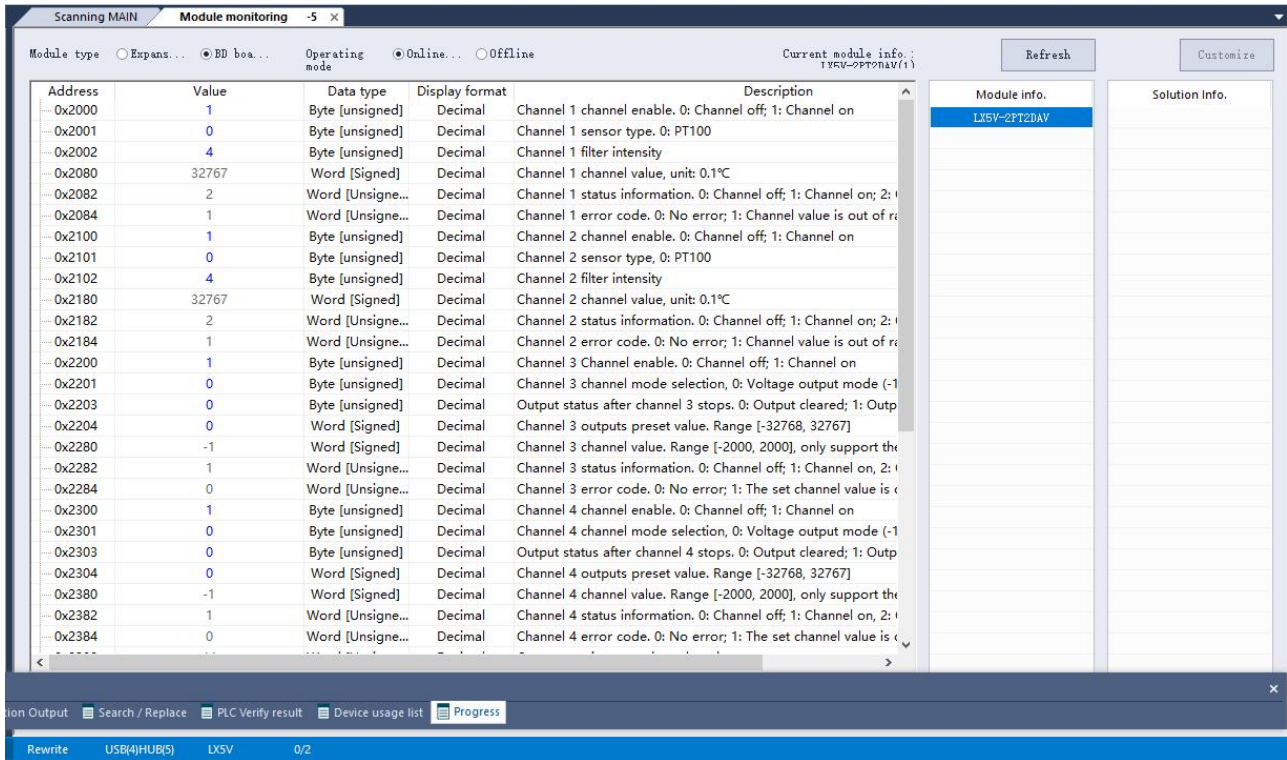 Scanning MAIN Module monitoring -5 ×
Module type Expans... BD boa... Operating mode Online... Offline Current module info.: LX5V-2PT2DAV(1) Refresh Customize
Address Value Data type Display format Description
0x2000 1 Byte [unsigned] Decimal Channel 1 channel enable. 0: Channel off; 1: Channel on
0x2001 0 Byte [unsigned] Decimal Channel 1 sensor type. 0: PT100
0x2002 4 Byte [unsigned] Decimal Channel 1 filter intensity
0x2080 32767 Word [Signed] Decimal Channel 1 channel value, unit: 0.1℃
0x2082 2 Word [Unsigne... Decimal Channel 1 status information. 0: Channel off; 1: Channel on; 2:
0x2084 1 Word [Unsigne... Decimal Channel 1 error code. 0: No error; 1: Channel value is out of
0x2100 1 Byte [unsigned] Decimal Channel 2 channel enable. 0: Channel off; 1: Channel on
0x2101 0 Byte [unsigned] Decimal Channel 2 sensor type, 0: PT100
0x2102 4 Byte [unsigned] Decimal Channel 2 filter intensity
0x2180 32767 Word [Signed] Decimal Channel 2 channel value, unit: 0.1℃
0x2182 2 Word [Unsigne... Decimal Channel 2 status information. 0: Channel off; 1: Channel on; 2:
0x2184 1 Word [Unsigne... Decimal Channel 2 error code. 0: No error; 1: Channel value is out of
0x2200 1 Byte [unsigned] Decimal Channel 3 Channel enable. 0: Channel off; 1: Channel on
0x2201 0 Byte [unsigned] Decimal Channel 3 channel mode selection, 0: Voltage output mode (-1
0x2203 0 Byte [unsigned] Decimal Output status after channel 3 stops. 0: Output cleared; 1: Outp
0x2204 0 Word [Signed] Decimal Channel 3 outputs preset value. Range [-32768, 32767]
0x2280 -1 Word [Signed] Decimal Channel 3 channel value. Range [-2000, 2000], only support the
0x2282 1 Word [Unsigne... Decimal Channel 3 status information. 0: Channel off; 1: Channel on, 2:
0x2284 0 Word [Unsigne... Decimal Channel 3 error code. 0: No error; 1: The set channel value is
0x2300 1 Byte [unsigned] Decimal Channel 4 channel enable. 0: Channel off; 1: Channel on
0x2301 0 Byte [unsigned] Decimal Channel 4 channel mode selection, 0: Voltage output mode (-1
0x2303 0 Byte [unsigned] Decimal Output status after channel 4 stops. 0: Output cleared; 1: Outp
0x2304 0 Word [Signed] Decimal Channel 4 outputs preset value. Range [-32768, 32767]
0x2380 -1 Word [Signed] Decimal Channel 4 channel value. Range [-2000, 2000], only support the
0x2382 1 Word [Unsigne... Decimal Channel 4 status information. 0: Channel off; 1: Channel on, 2:
0x2384 0 Word [Unsigne... Decimal Channel 4 error code. 0: No error; 1: The set channel value is
Module info.
LX5V-2PT2DAV
Solution Info.
tion Output Search / Replace PLC Verify result Device usage list Progress
Rewrite USB(4)HUB(5) LX5V 0/2